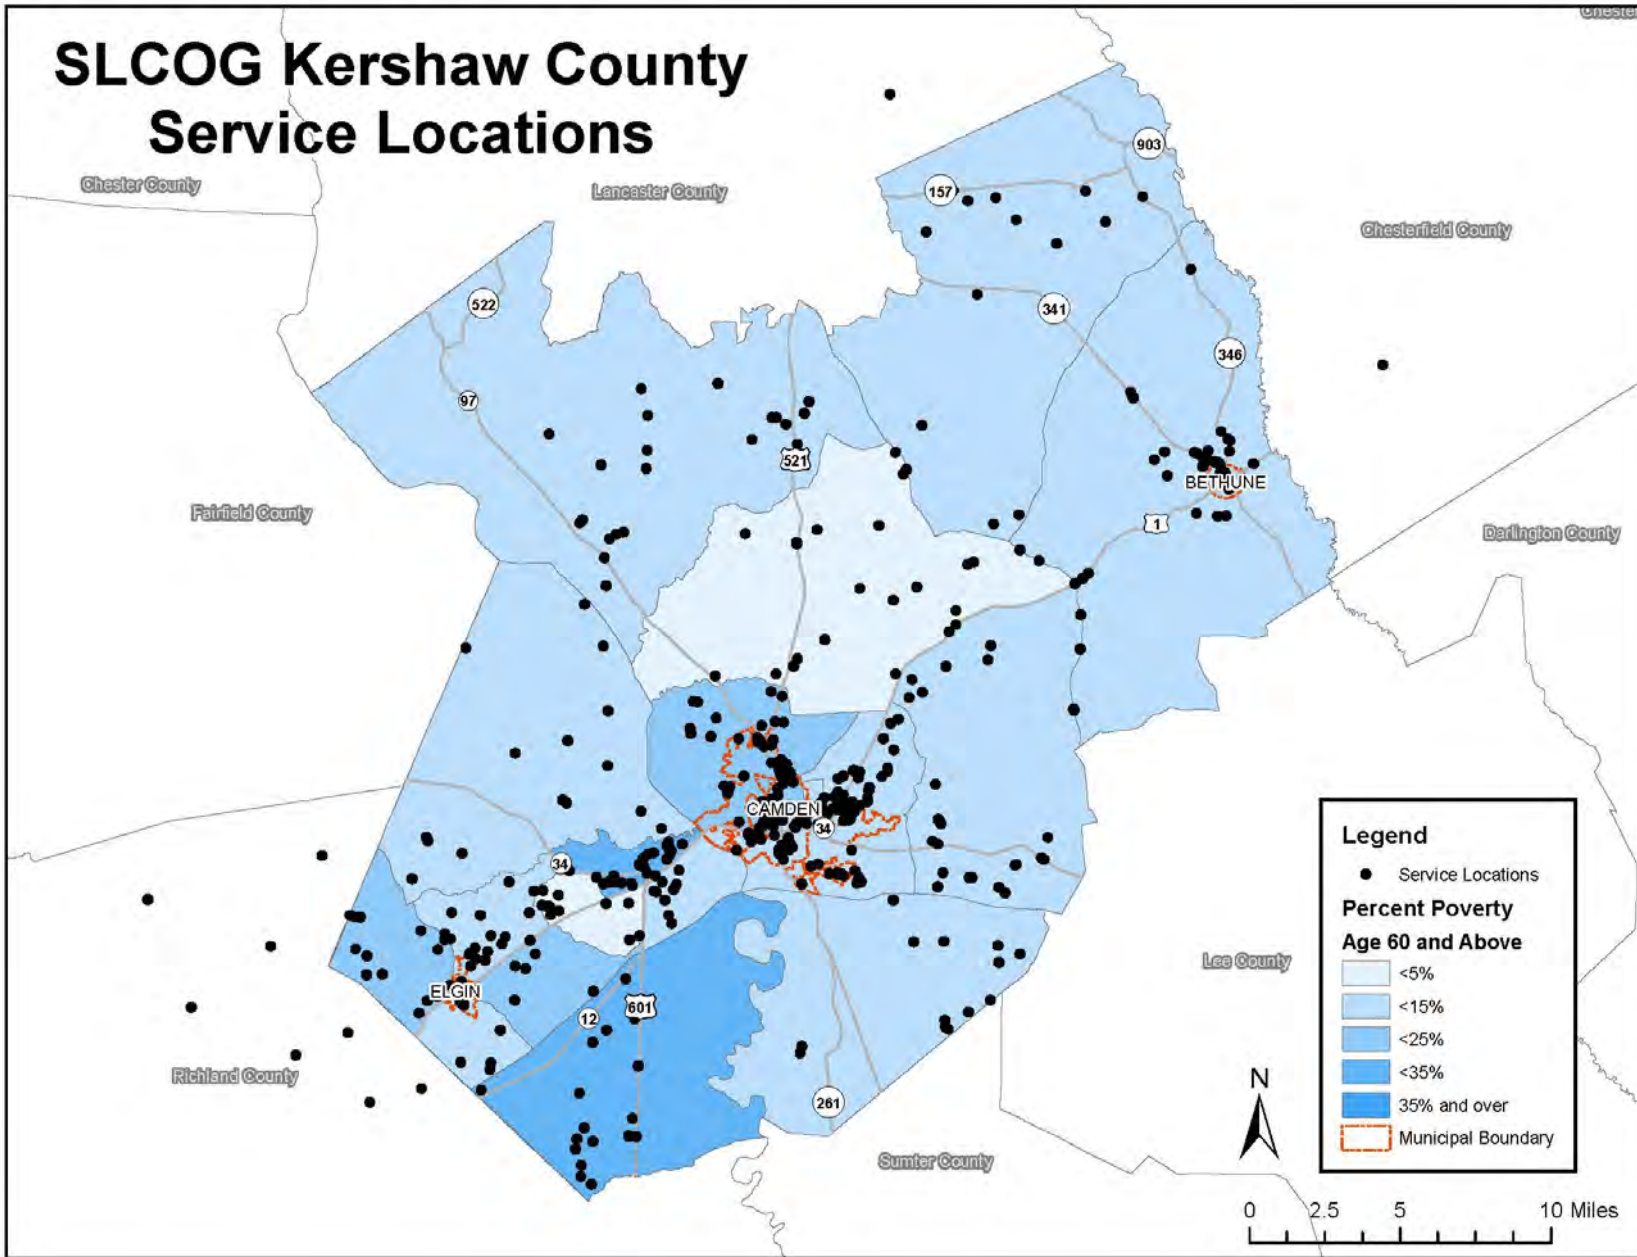 Chester
SLCOG Kershaw County
Service Locations
Chester County
Lancaster County
Chesterfield County
903
157
522
341
346
97
521
BETHUNE
1
Fairfield County
Darlington County
CAMDEN
34
34
ELGIN
601
12
261
Richland County
Lee County
Sumter County
Legend
Service Locations
Percent Poverty
Age 60 and Above
<5%
<15%
<25%
<35%
35% and over
Municipal Boundary
N
0 2.5 5 10 Miles